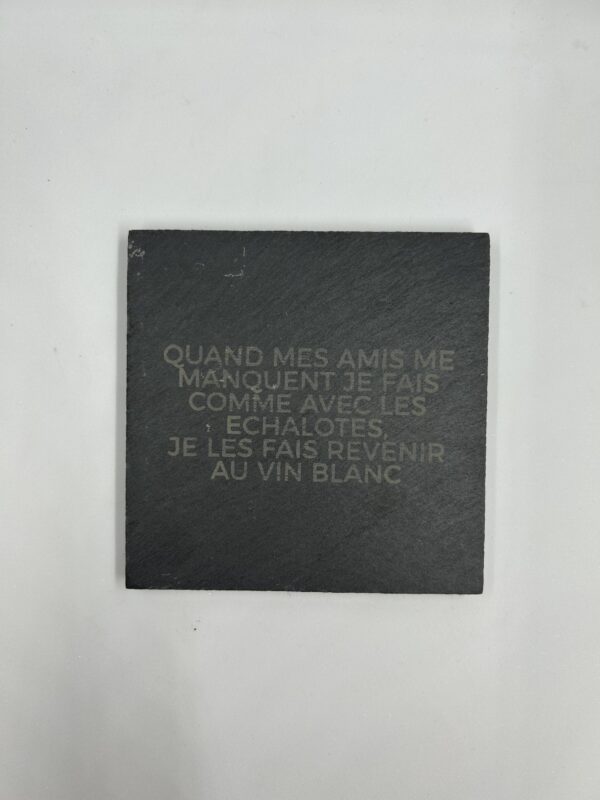 QUAND MES AMIS ME
MANQUENT JE FAIS
COMME AVEC LES
ECHALOTES,
JE LES FAIS REVENIR
AU VIN BLANC